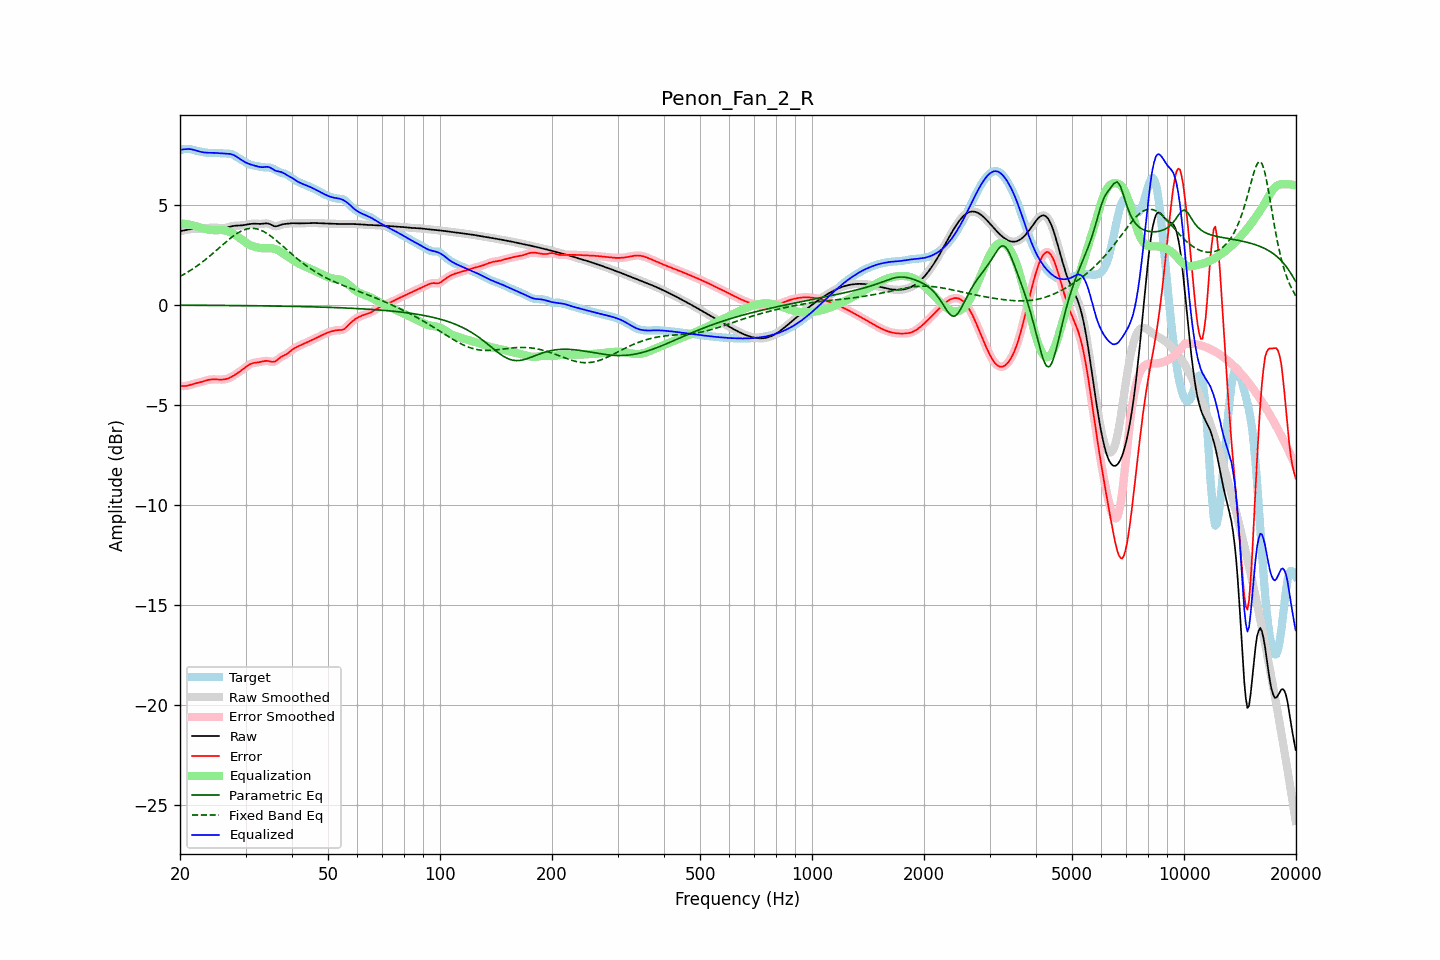 Penon_Fan_2_R
Amplitude (dBr)
5
0
−5
−10
−15
−20
−25
Target
Raw Smoothed
Error Smoothed
Raw
Error
Equalization
Parametric Eq
Fixed Band Eq
Equalized
20 50 100 200 500 1000 2000 5000 10000 20000
Frequency (Hz)